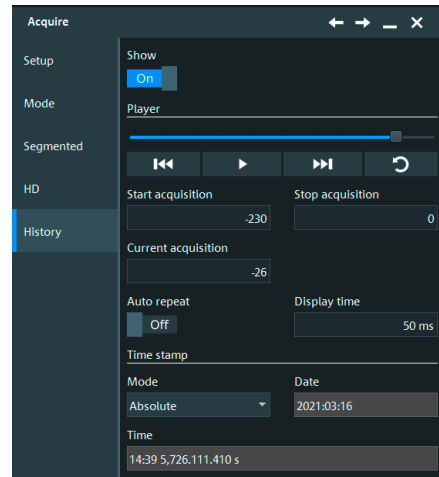 Acquire
Setup
Mode
Segmented
HD
History
Show
On
Player
Start acquisition Stop acquisition
-230 0
Current acquisition
-26
Auto repeat Display time
Off 50 ms
Time stamp
Mode Date
Absolute 2021:03:16
Time
14:39 5,726.111.410 s